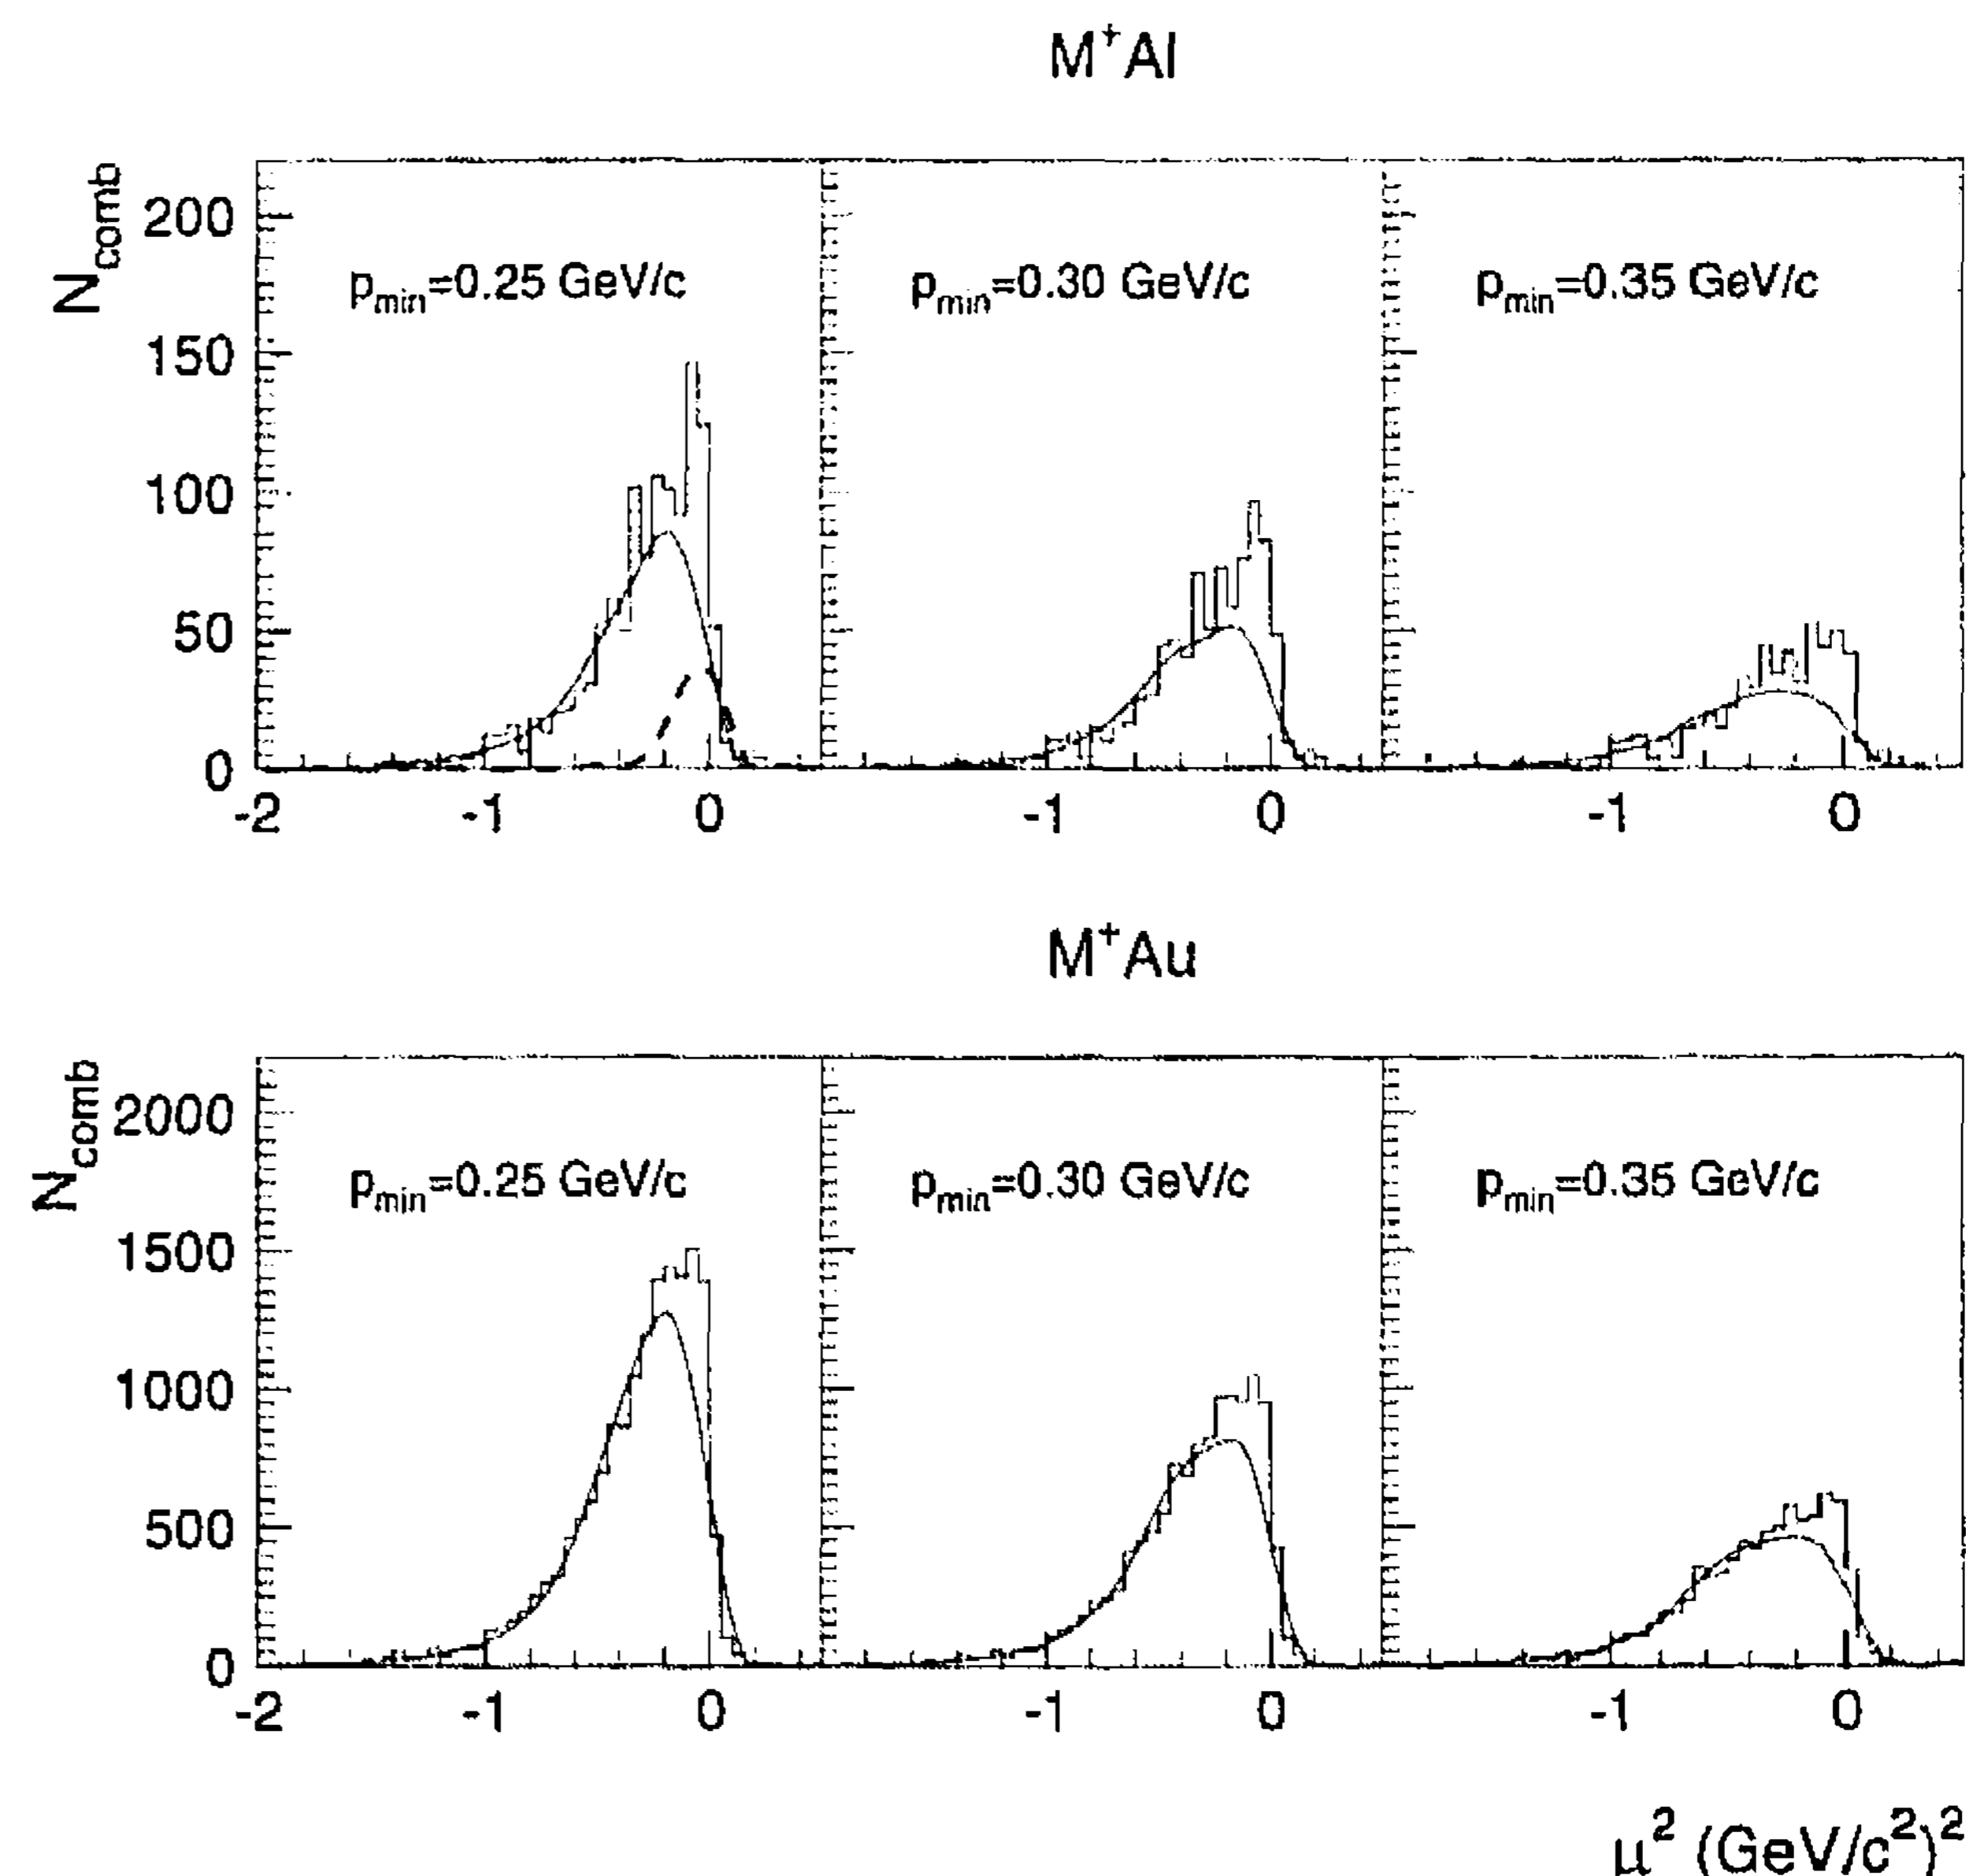 M⁺Al
N_comb
200
150
100
50
0
p_min=0.25 GeV/c
p_min=0.30 GeV/c
p_min=0.35 GeV/c
-2 -1 0 -1 0 -1 0
M⁺Au
N_comb
2000
1500
1000
500
0
p_min=0.25 GeV/c
p_min=0.30 GeV/c
p_min=0.35 GeV/c
-2 -1 0 -1 0 -1 0
μ² (GeV/c²)²